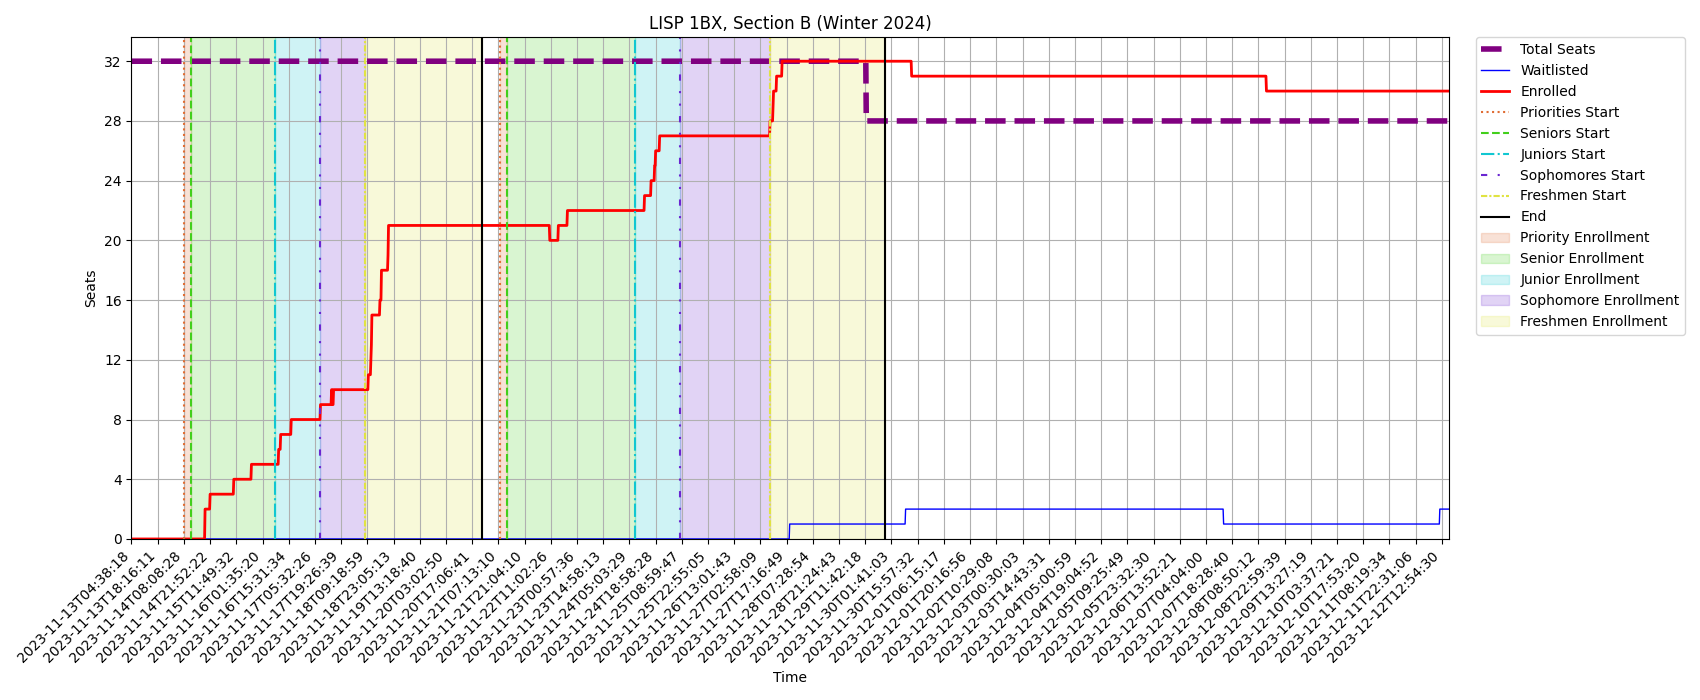 LISP 1BX, Section B (Winter 2024)
Total Seats
Waitlisted
Enrolled
Priorities Start
Seniors Start
Juniors Start
Sophomores Start
Freshmen Start
End
Priority Enrollment
Senior Enrollment
Junior Enrollment
Sophomore Enrollment
Freshmen Enrollment
Seats
32
28
24
20
16
12
8
4
0
2023-11-13T04:38:18
2023-11-13T18:16:11
2023-11-14T08:08:28
2023-11-14T21:52:22
2023-11-15T11:49:32
2023-11-16T01:35:20
2023-11-16T15:31:34
2023-11-17T05:32:26
2023-11-17T19:26:39
2023-11-18T09:18:59
2023-11-18T23:05:13
2023-11-19T13:18:40
2023-11-20T03:02:50
2023-11-20T17:06:41
2023-11-21T07:13:10
2023-11-21T21:04:10
2023-11-22T11:02:26
2023-11-23T00:57:36
2023-11-23T14:58:13
2023-11-24T05:03:29
2023-11-24T18:58:28
2023-11-25T08:59:47
2023-11-25T22:55:05
2023-11-26T13:01:43
2023-11-27T02:58:09
2023-11-27T17:16:49
2023-11-28T07:28:54
2023-11-28T21:24:43
2023-11-29T11:42:18
2023-11-30T01:41:03
2023-11-30T15:57:32
2023-12-01T06:15:17
2023-12-01T20:16:56
2023-12-02T10:29:08
2023-12-03T00:30:03
2023-12-03T14:43:31
2023-12-04T05:00:59
2023-12-04T19:04:52
2023-12-05T09:25:49
2023-12-05T23:32:30
2023-12-06T13:52:21
2023-12-07T04:04:00
2023-12-07T18:28:40
2023-12-08T08:50:12
2023-12-08T22:59:39
2023-12-09T13:27:19
2023-12-10T03:37:21
2023-12-10T17:53:20
2023-12-11T08:19:34
2023-12-11T22:31:06
2023-12-12T12:54:30
Time